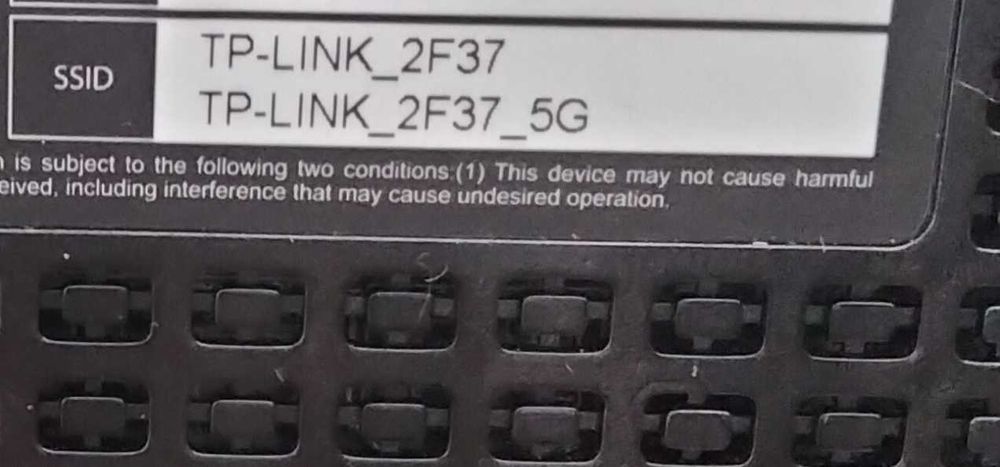 SSID
TP-LINK_2F37
TP-LINK_2F37_5G
is subject to the following two conditions:(1) This device may not cause harmful
including interference that may cause undesired operation.